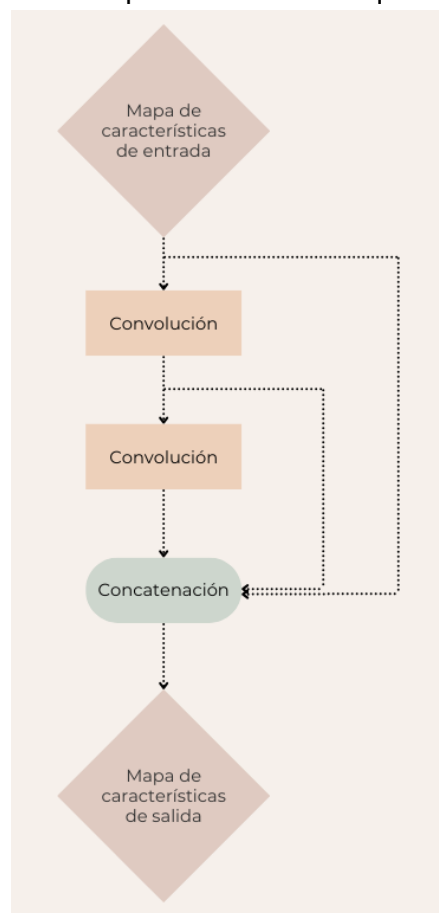 Mapa de
características
de entrada
Convolución
Convolución
Concatenación
Mapa de
características
de salida